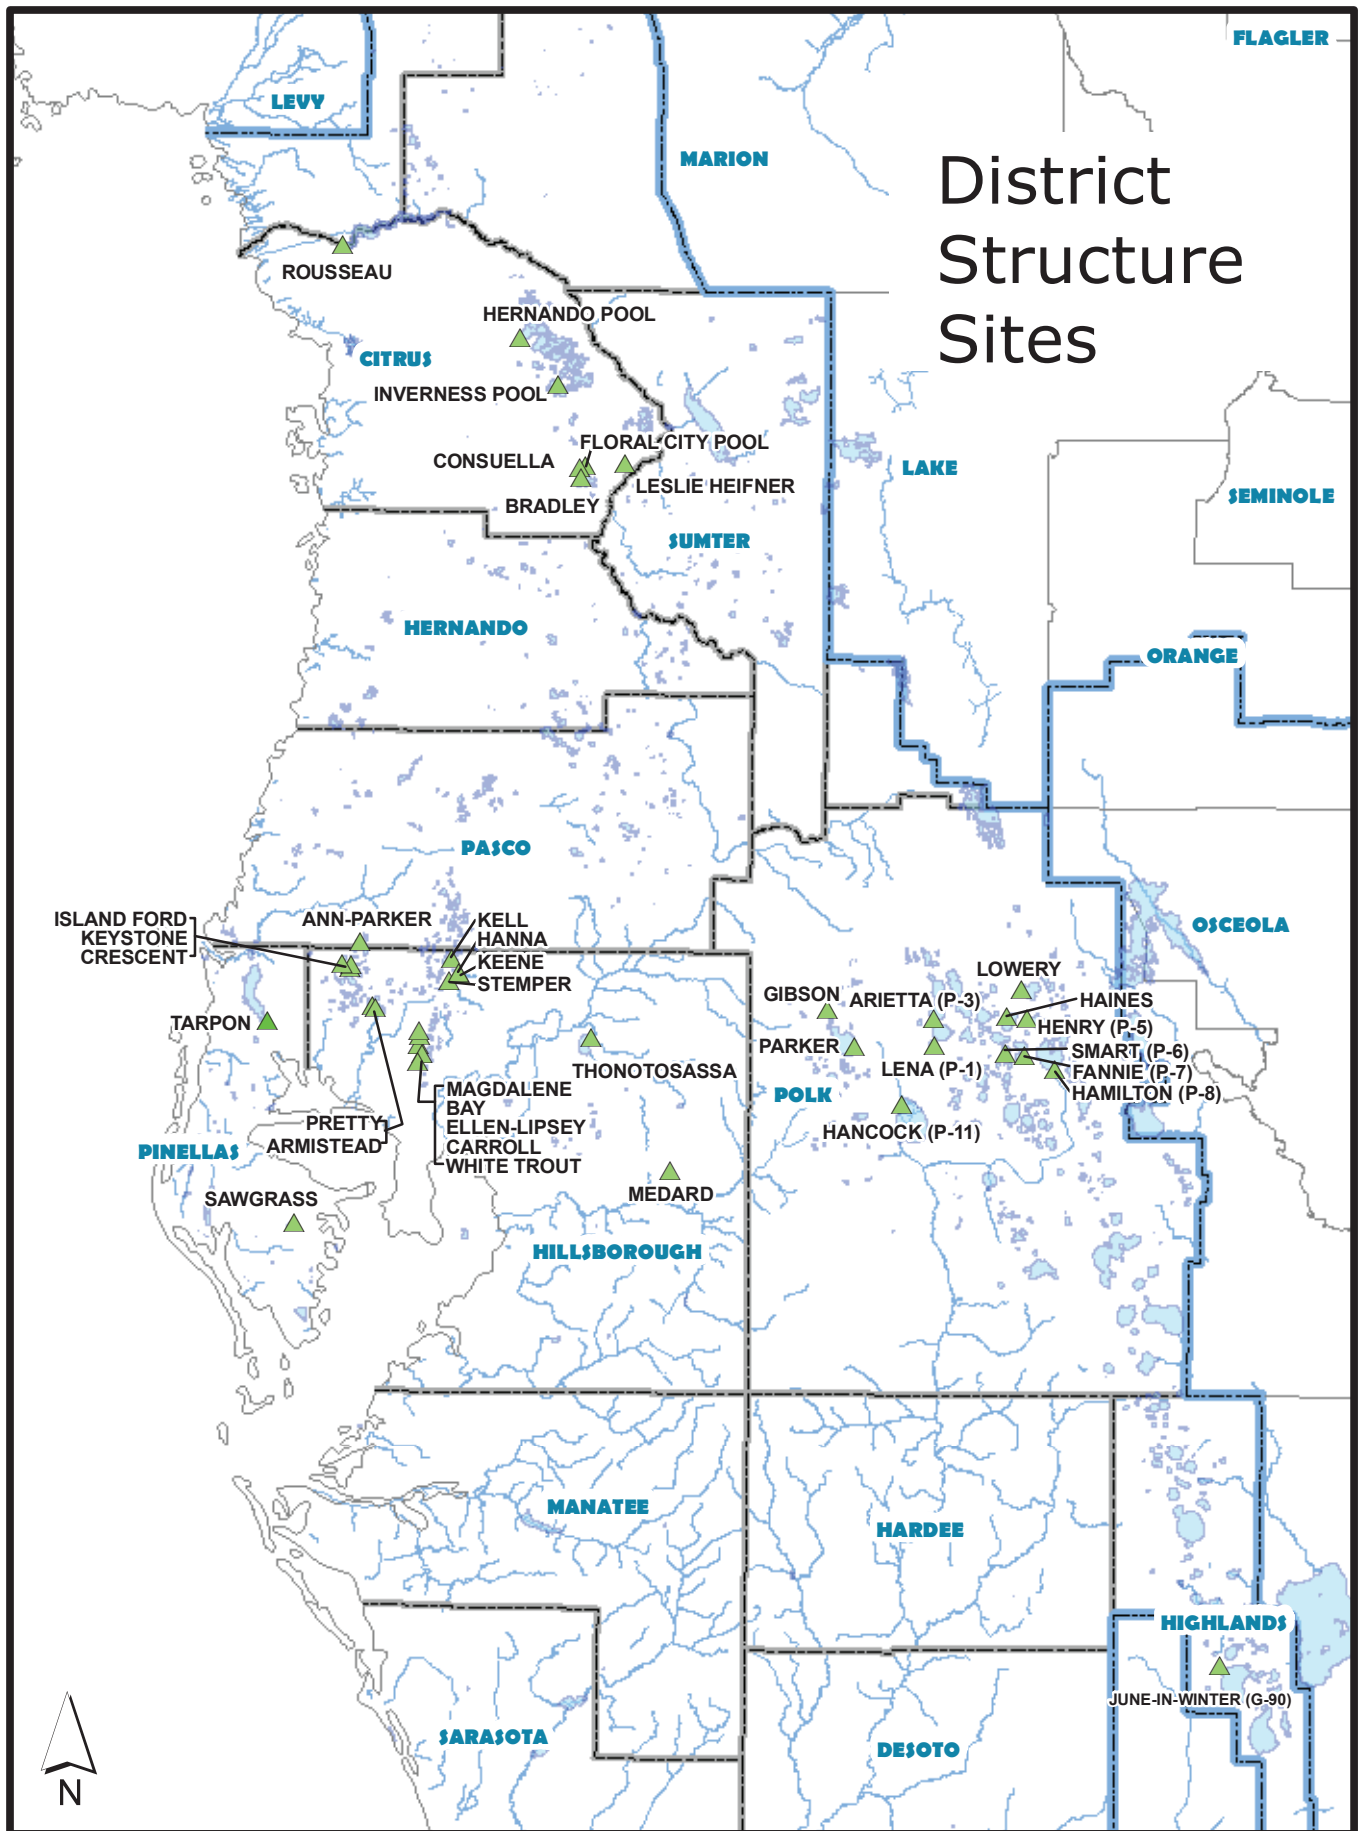 FLAGLER
LEVY
MARION
District
Structure
Sites
ROUSSEAU
HERNANDO POOL
CITRUS
INVERNESS POOL
FLORAL CITY POOL
CONSUELLA
LAKE
LESLIE HEIFNER
SEMINOLE
BRADLEY
SUMTER
HERNANDO
ORANGE
PASCO
ISLAND FORD
KEYSTONE
CRESCENT
ANN-PARKER
KELL
HANNA
KEENE
STEMPER
OSCEOLA
LOWERY
GIBSON
ARIETTA (P-3)
HAINES
TARPON
HENRY (P-5)
PARKER
SMART (P-6)
THONOTOSASSA
LENA (P-1)
FANNIE (P-7)
HAMILTON (P-8)
POLK
MAGDALENE
BAY
ELLEN-LIPSEY
CARROLL
WHITE TROUT
PRETTY
ARMISTEAD
HANCOCK (P-11)
PINELLAS
SAWGRASS
MEDARD
HILLSBOROUGH
MANATEE
HARDEE
HIGHLANDS
JUNE-IN-WINTER (G-90)
SARASOTA
DESOTO
N